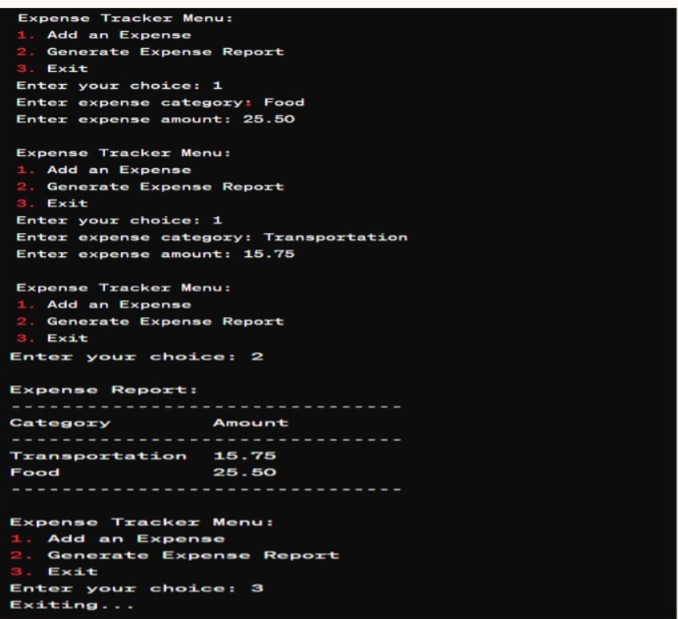 Expense Tracker Menu:
1. Add an Expense
2. Generate Expense Report
3. Exit
Enter your choice: 1
Enter expense category: Food
Enter expense amount: 25.50

Expense Tracker Menu:
1. Add an Expense
2. Generate Expense Report
3. Exit
Enter your choice: 1
Enter expense category: Transportation
Enter expense amount: 15.75

Expense Tracker Menu:
1. Add an Expense
2. Generate Expense Report
3. Exit
Enter your choice: 2

Expense Report:
--------------------------------
Category        Amount
--------------------------------
Transportation  15.75
Food            25.50
--------------------------------

Expense Tracker Menu:
1. Add an Expense
2. Generate Expense Report
3. Exit
Enter your choice: 3
Exiting...